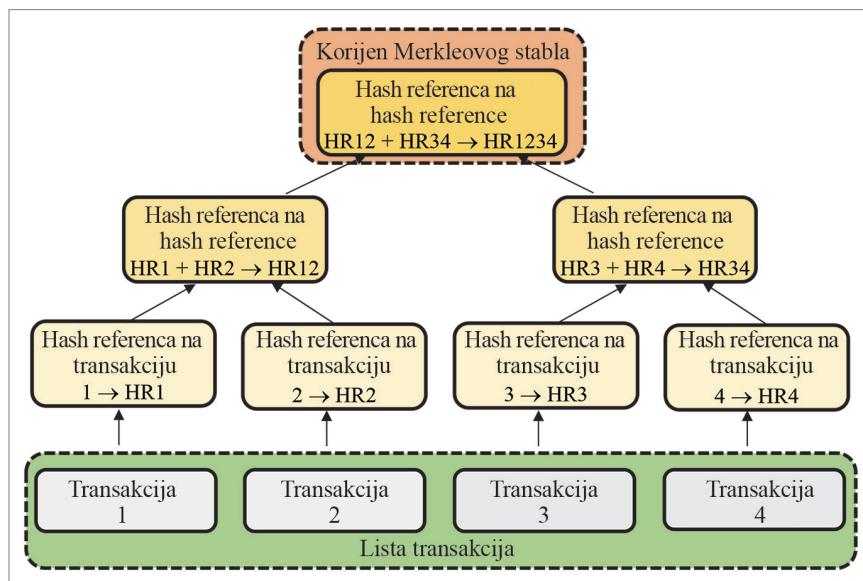 Korijen Merkleovog stabla
Hash referenca na
hash reference
HR12 + HR34 → HR1234
Hash referenca na
hash reference
HR1 + HR2 → HR12
Hash referenca na
hash reference
HR3 + HR4 → HR34
Hash referenca na
transakciju
1 → HR1
Hash referenca na
transakciju
2 → HR2
Hash referenca na
transakciju
3 → HR3
Hash referenca na
transakciju
4 → HR4
Transakcija
1
Transakcija
2
Transakcija
3
Transakcija
4
Lista transakcija